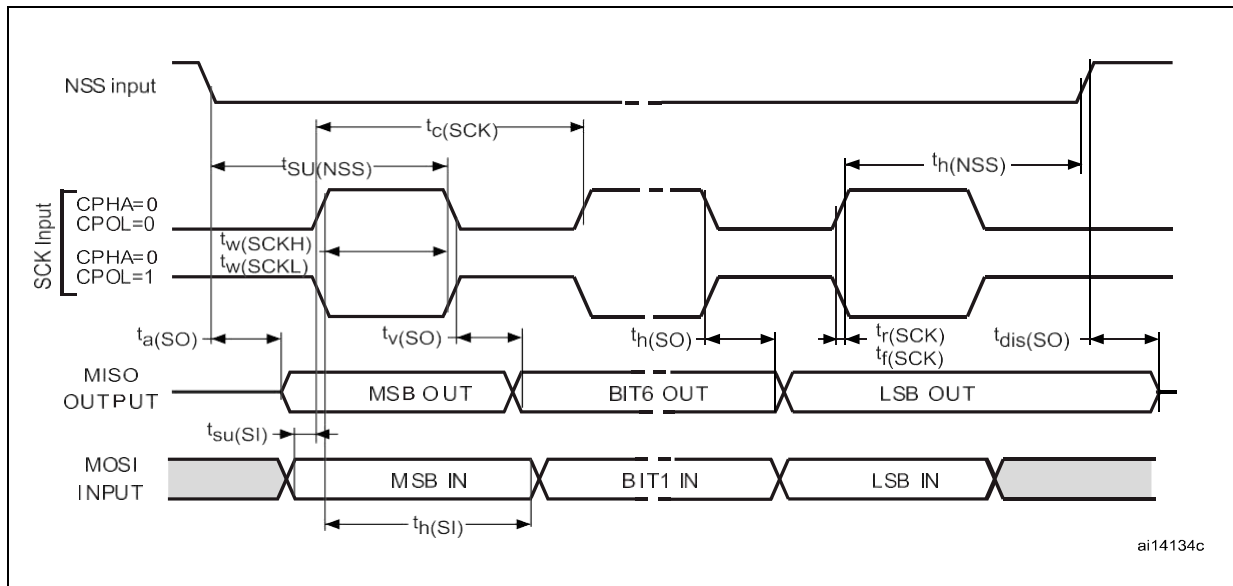 NSS input
tc(SCK)
tSU(NSS)
th(NSS)
SCK Input
CPHA=0
CPOL=0
tw(SCKH)
CPHA=0
tw(SCKL)
CPOL=1
ta(SO)
tv(SO)
th(SO)
tr(SCK)
tf(SCK)
tdis(SO)
MISO
OUTPUT
MSB OUT
BIT6 OUT
LSB OUT
tsu(SI)
MOSI
INPUT
MSB IN
BIT1 IN
LSB IN
th(SI)
ai14134c